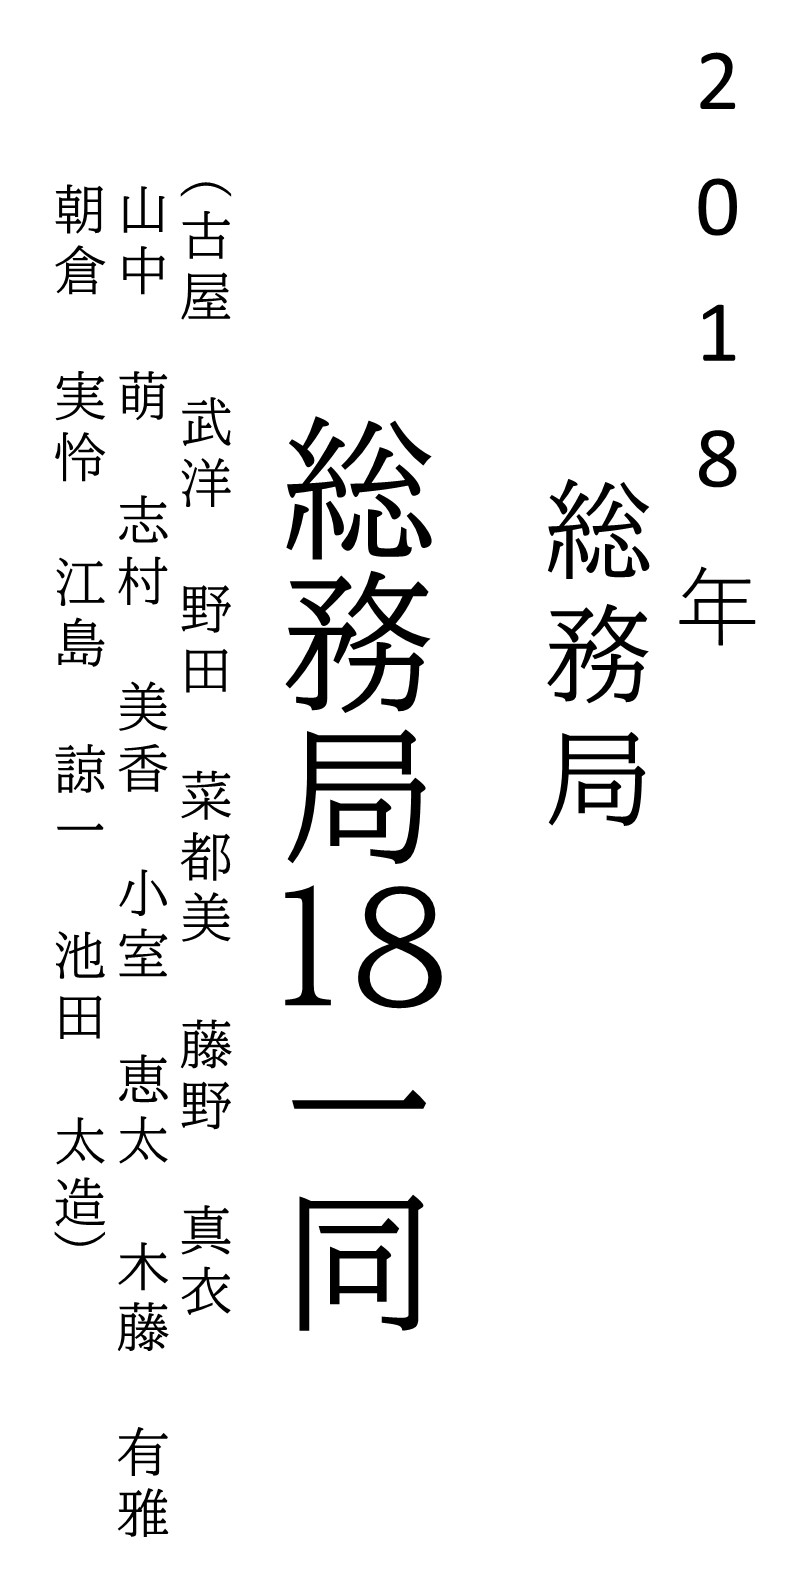 2018年
総務局
総務局18一同
（古屋　武洋　野田　菜都美　藤野　真衣
山中　萌　志村　美香　小室　恵太　木藤　有雅
朝倉　実怜　江島　諒一　池田　太造）